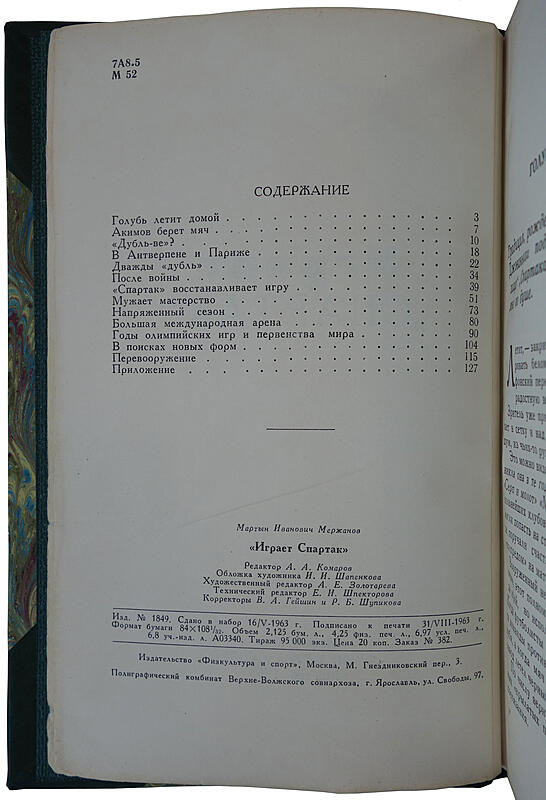 7А8.5
М 52
СОДЕРЖАНИЕ
Голубь летит домой . . . . . . . . . . . . . . . . 3
Акимов берет мяч . . . . . . . . . . . . . . . . 7
«Дубль-ве»? . . . . . . . . . . . . . . . . 10
В Антверпене и Париже . . . . . . . . . . . . . . 18
Дважды «дубль» . . . . . . . . . . . . . . . . 22
После войны . . . . . . . . . . . . . . . . 34
«Спартак» восстанавливает игру . . . . . . . . . . . . 39
Мужает мастерство . . . . . . . . . . . . . . . . 51
Напряженный сезон . . . . . . . . . . . . . . . . 73
Большая международная арена . . . . . . . . . . . . 80
Годы олимпийских игр и первенства мира . . . . . . . . 90
В поисках новых форм . . . . . . . . . . . . . . 104
Перевооружение . . . . . . . . . . . . . . . . 115
Приложение . . . . . . . . . . . . . . . . 127
Мартын Иванович Мержанов
«Играет Спартак»
Редактор А. А. Комаров
Обложка художника И. И. Шапенкова
Художественный редактор А. Е. Золотарева
Технический редактор Е. И. Шпекторова
Корректоры В. А. Гейшин и Р. Б. Шупикова
Изд. № 1849. Сдано в набор 16/V-1963 г. Подписано к печати 31/VIII-1963 г.
Формат бумаги 84×108¹/₃₂. Объем 2,125 бум. л., 4,25 физ. печ. л., 6,97 усл. печ. л.,
6,8 уч.-изд. л. А03340. Тираж 95 000 экз. Цена 20 коп. Заказ № 382.
Издательство «Физкультура и спорт», Москва, М. Гнездниковский пер., 3.
Полиграфический комбинат Верхне-Волжского совнархоза, г. Ярославль, ул. Свободы, 97.